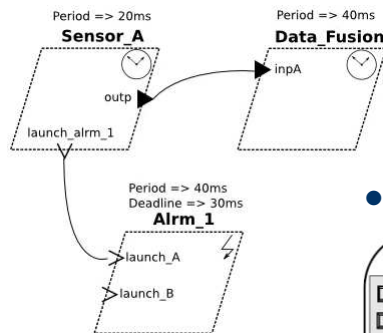 Period => 20ms
Sensor_A
outp
launch_alrm_1
Period => 40ms
Data_Fusion
inpA
Period => 40ms
Deadline => 30ms
Alrm_1
launch_A
launch_B